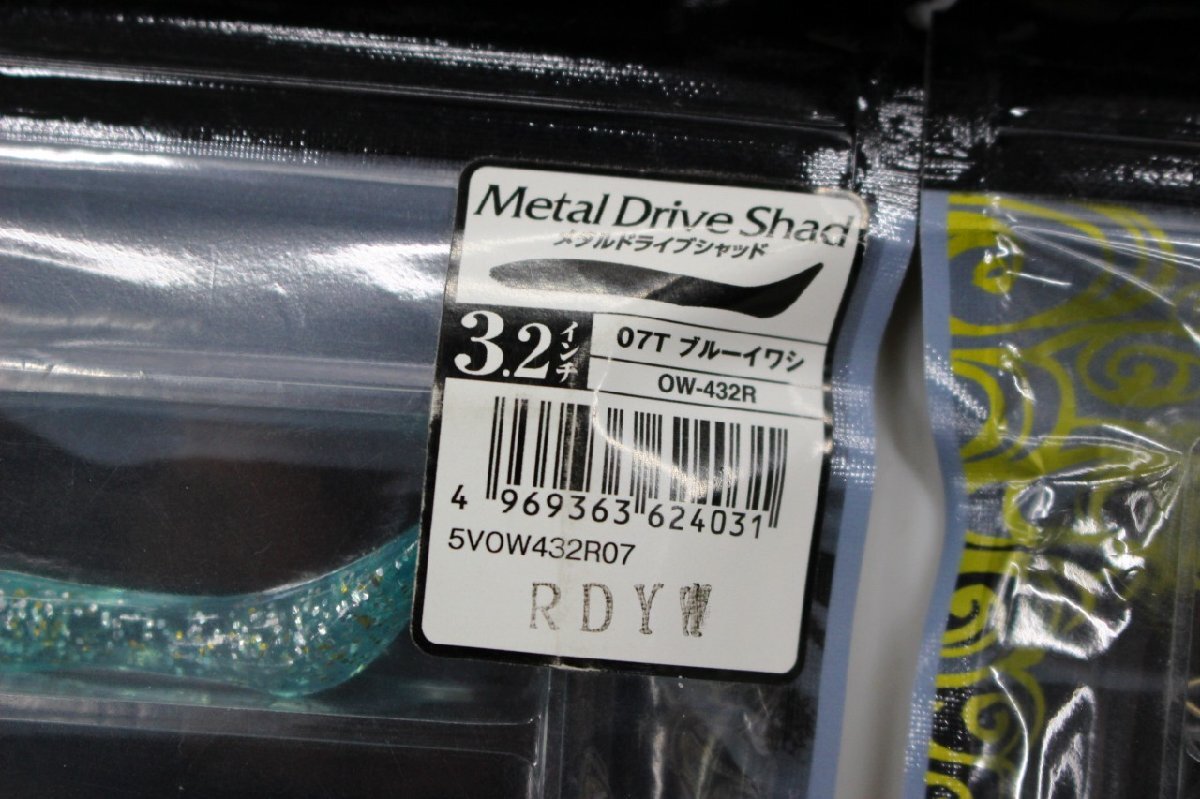 Metal Drive Shad
メタルドライブシャッド
3.2インチ
07T ブルーイワシ
OW-432R
4 969363 624031
5VOW432R07
RDY